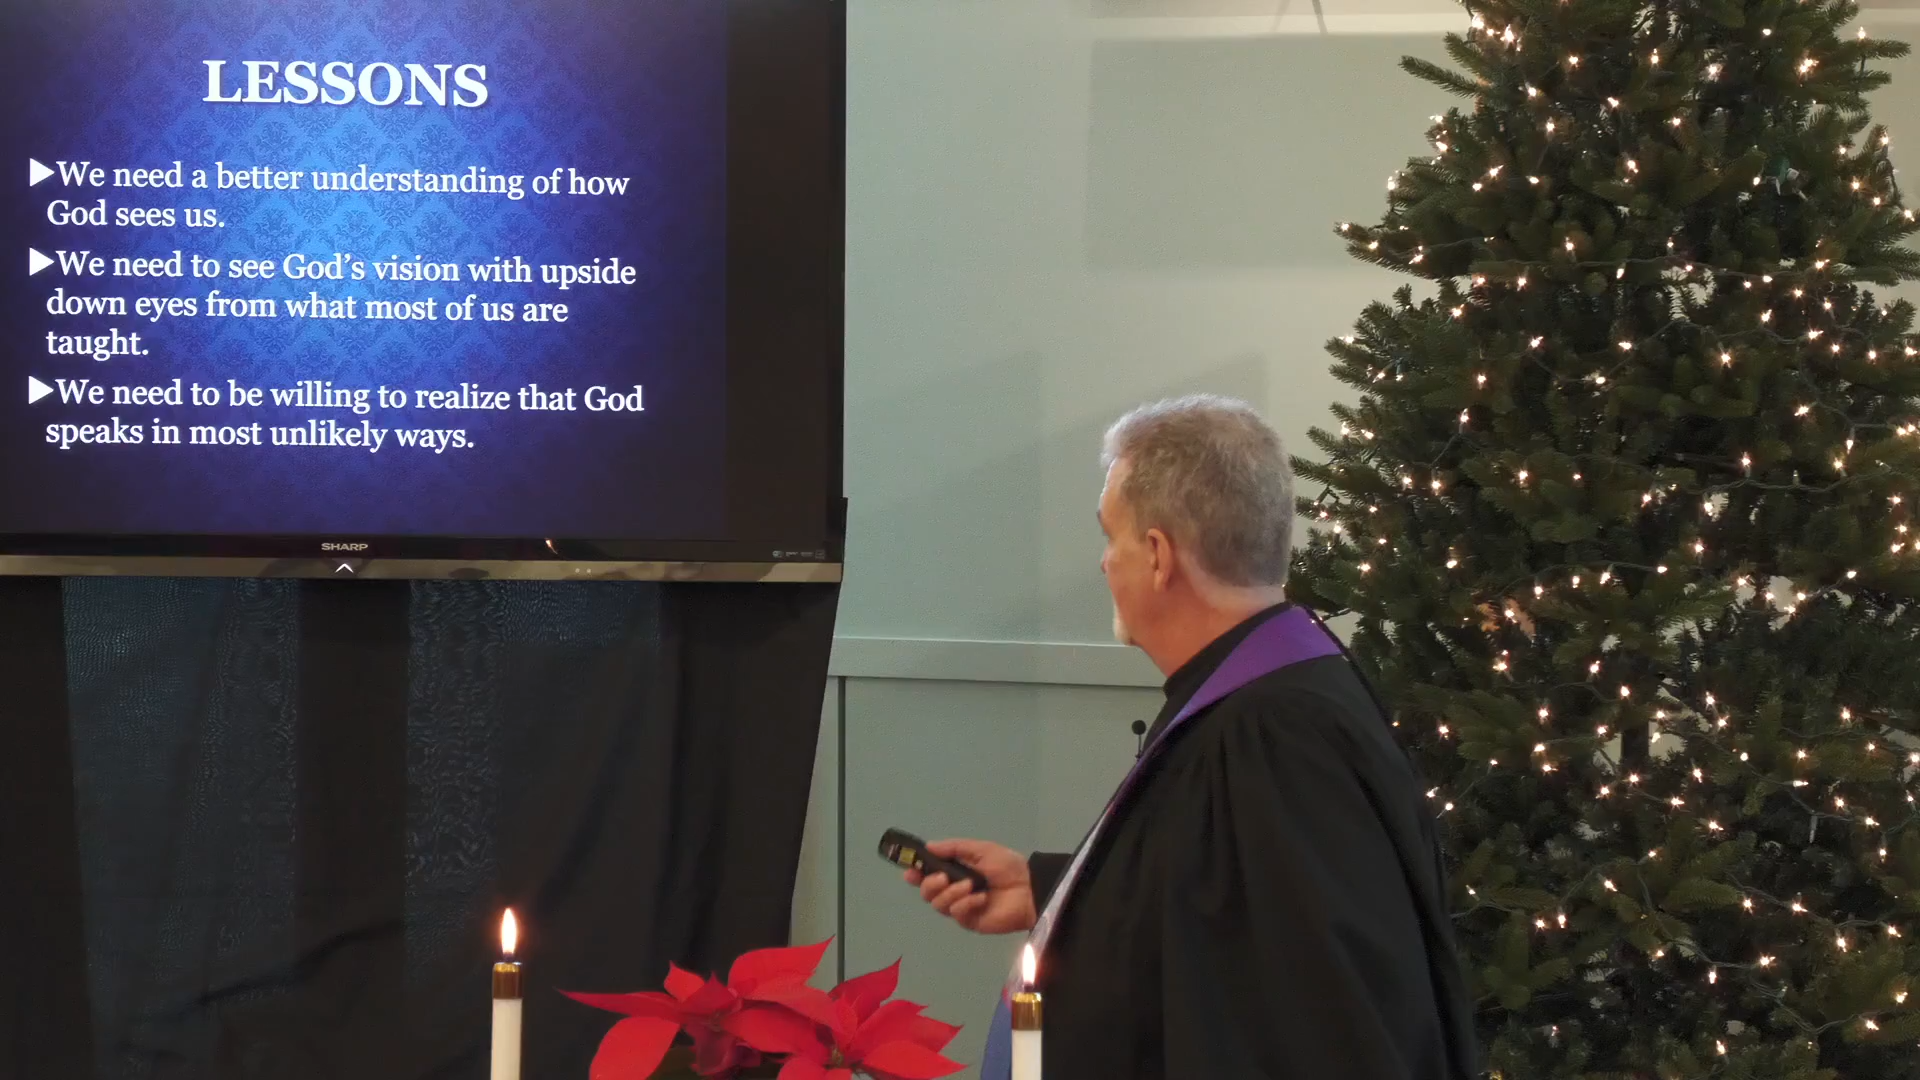 LESSONS
▶We need a better understanding of how
God sees us.
▶We need to see God's vision with upside
down eyes from what most of us are
taught.
▶We need to be willing to realize that God
speaks in most unlikely ways.
SHARP